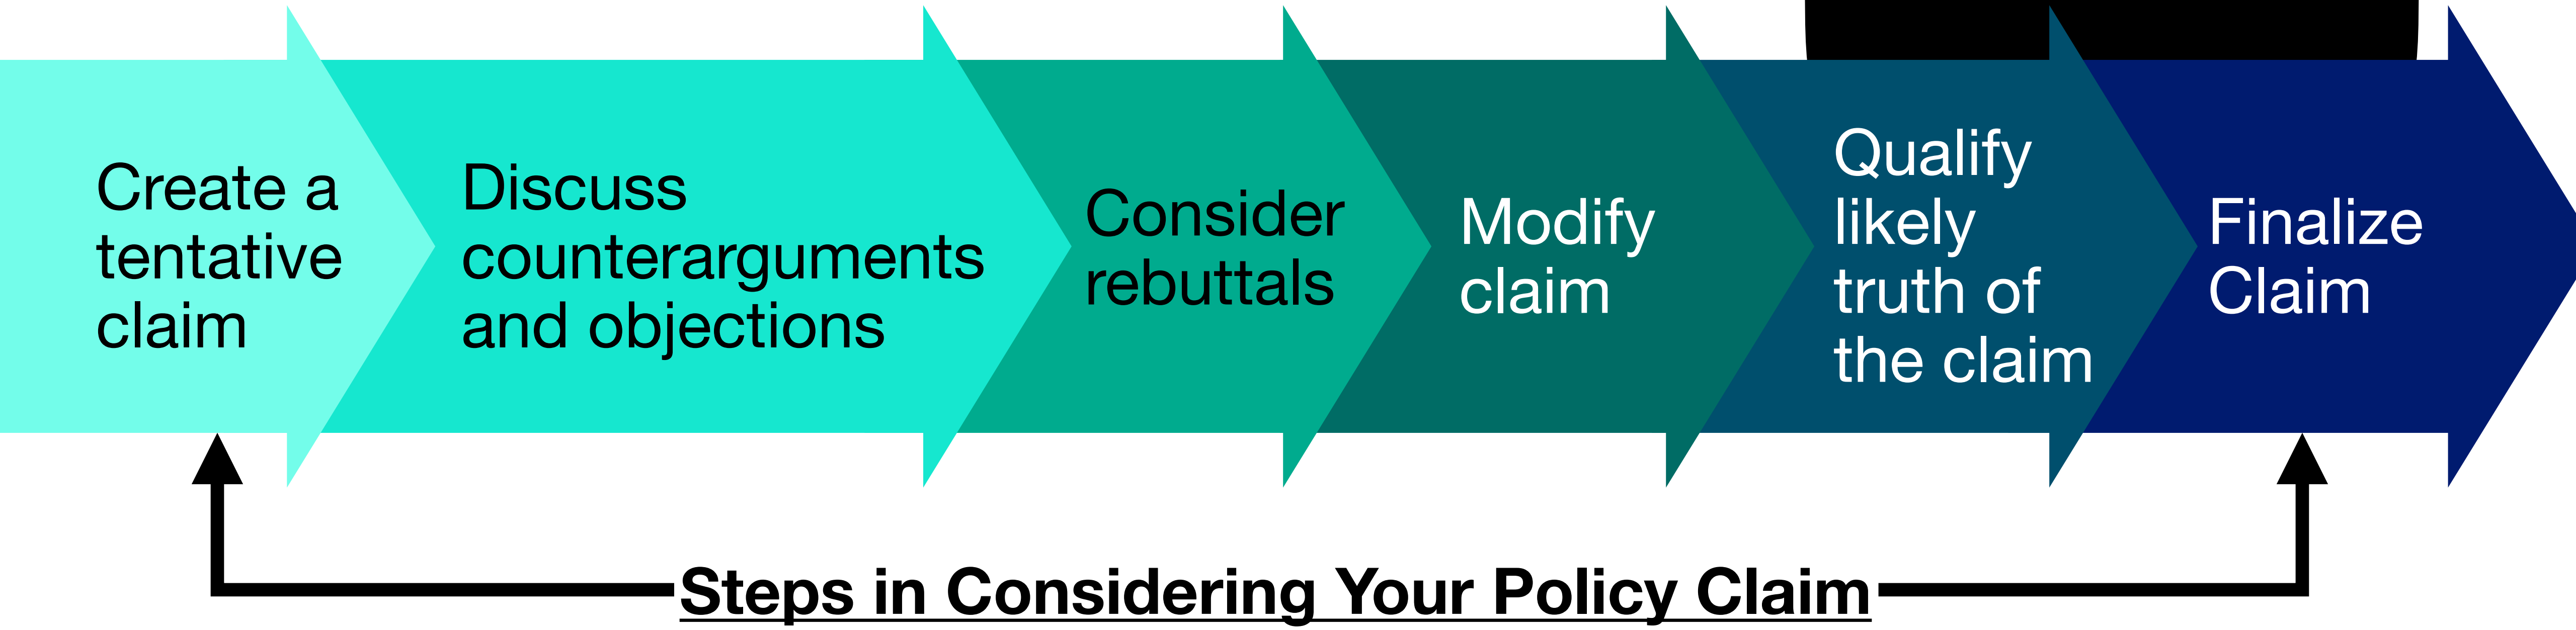 Create a
tentative
claim
Discuss
counterarguments
and objections
Consider
rebuttals
Modify
claim
Qualify
likely
truth of
the claim
Finalize
Claim
Steps in Considering Your Policy Claim